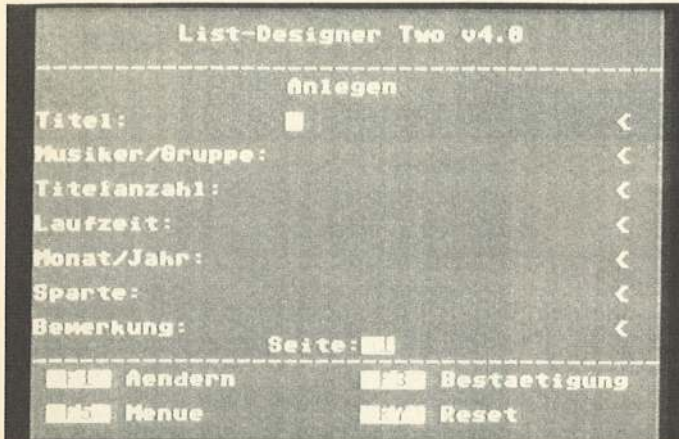 List-Designer Two v4.0
Anlegen
Titel: <
Musiker/Gruppe: <
Titelanzahl: <
Laufzeit: <
Monat/Jahr: <
Sparte: <
Bemerkung: <
Seite:
Aendern Bestaetigung
Menue Reset